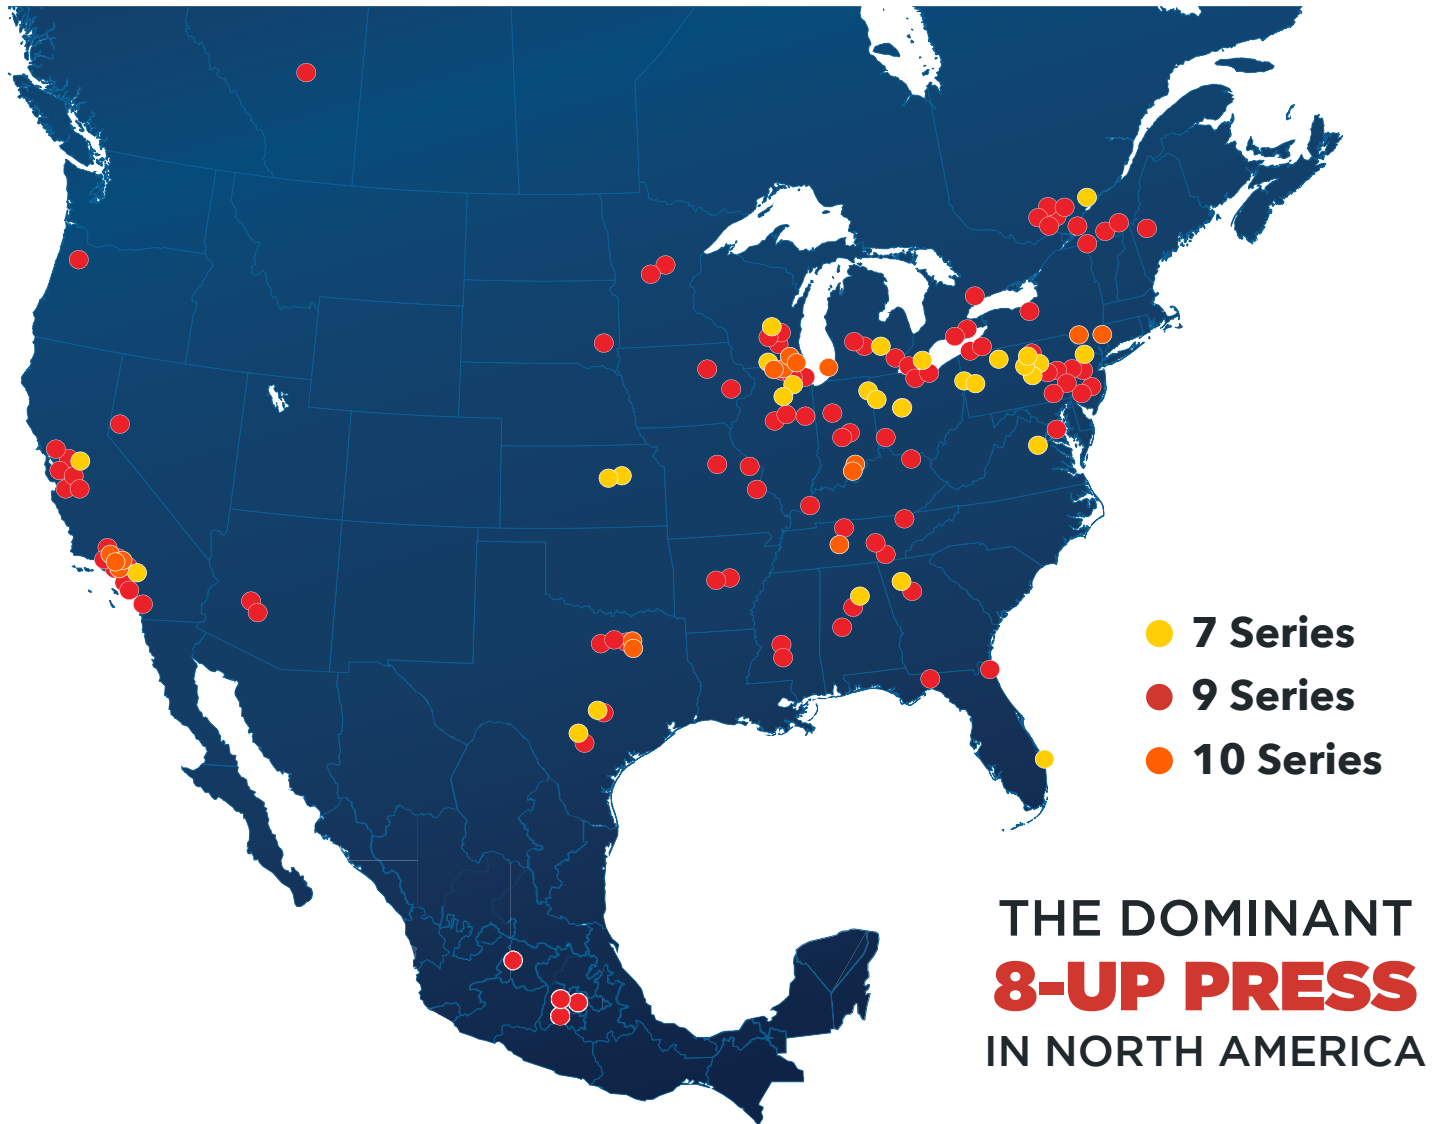 7 Series
9 Series
10 Series
THE DOMINANT
8-UP PRESS
IN NORTH AMERICA